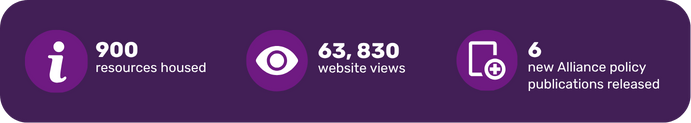 900
resources housed
63, 830
website views
6
new Alliance policy
publications released